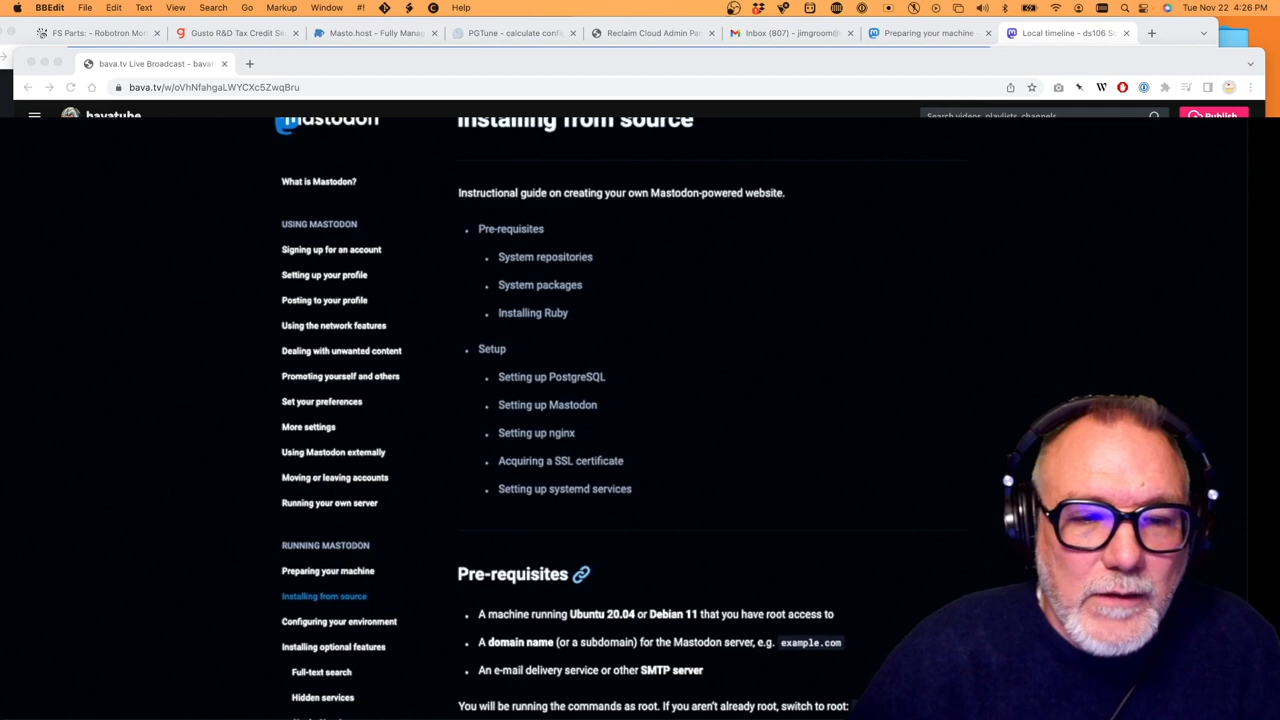 BBEdit File Edit Text View Search Go Markup Window #! Help Tue Nov 22 4:26 PM
FS Parts: - Robotron M Gusto R&D Tax Credit Se Masto.host - Fully Manag PGTune - calculate config Reclaim Cloud Admin Pa Inbox (807) - jimgroom@ Preparing your machine Local timeline - ds106 S
bava.tv Live Broadcast - bava
bava.tv/w/oVhNfahgaLWYCXc5ZwqBru
bavatube Search videos, playlists, channels Publish
mastodon
Installing from source
What is Mastodon?
USING MASTODON
Signing up for an account
Setting up your profile
Posting to your profile
Using the network features
Dealing with unwanted content
Promoting yourself and others
Set your preferences
More settings
Using Mastodon externally
Moving or leaving accounts
Running your own server
RUNNING MASTODON
Preparing your machine
Installing from source
Configuring your environment
Installing optional features
Full-text search
Hidden services
Instructional guide on creating your own Mastodon-powered website.
Pre-requisites
System repositories
System packages
Installing Ruby
Setup
Setting up PostgreSQL
Setting up Mastodon
Setting up nginx
Acquiring a SSL certificate
Setting up systemd services
Pre-requisites
A machine running Ubuntu 20.04 or Debian 11 that you have root access to
A domain name (or a subdomain) for the Mastodon server, e.g. example.com
An e-mail delivery service or other SMTP server
You will be running the commands as root. If you aren't already root, switch to root: